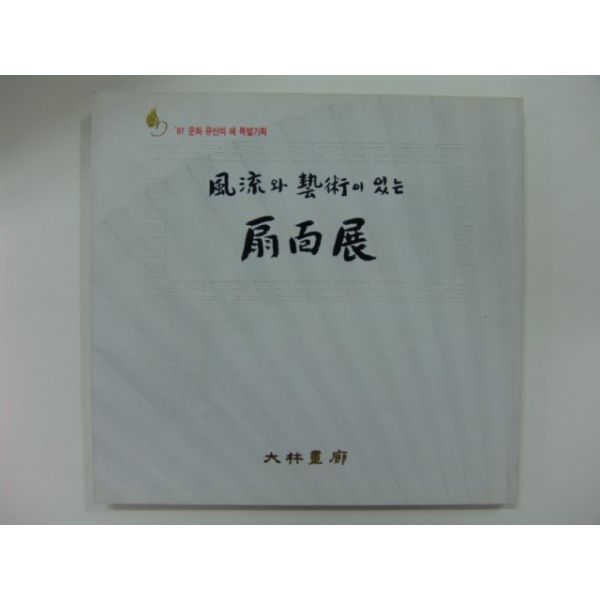 '97 문화 유산의 해 특별기획
風流와 藝術이 있는
扇面展
大林畫廊